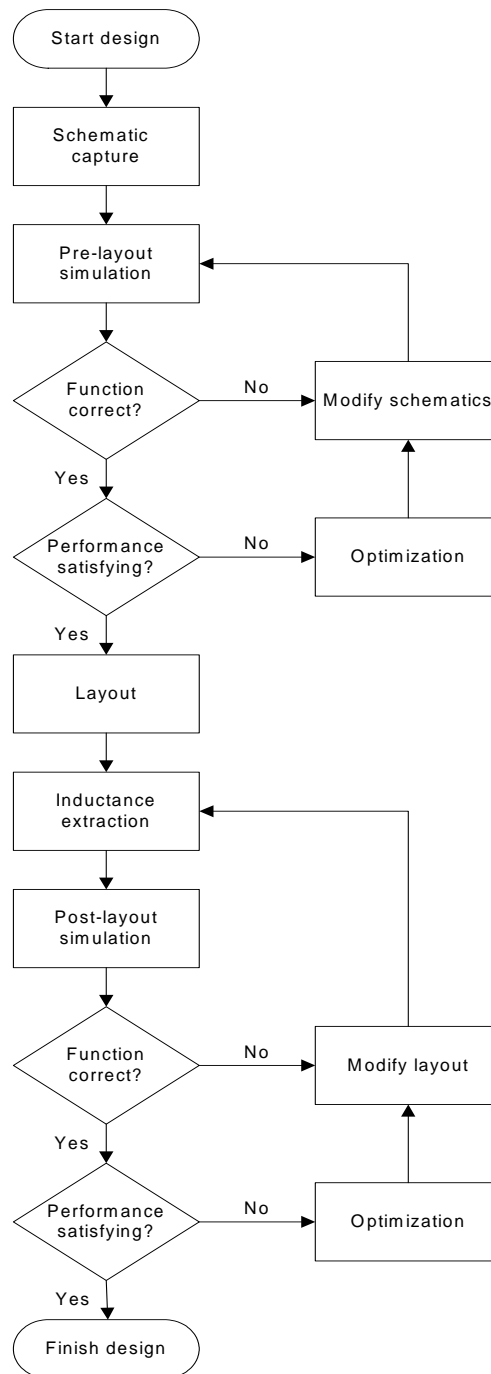 Start design
Schematic
capture
Pre-layout
simulation
Function
correct?
No
Modify schematics
Yes
Performance
satisfying?
No
Optimization
Yes
Layout
Inductance
extraction
Post-layout
simulation
Function
correct?
No
Modify layout
Yes
Performance
satisfying?
No
Optimization
Yes
Finish design